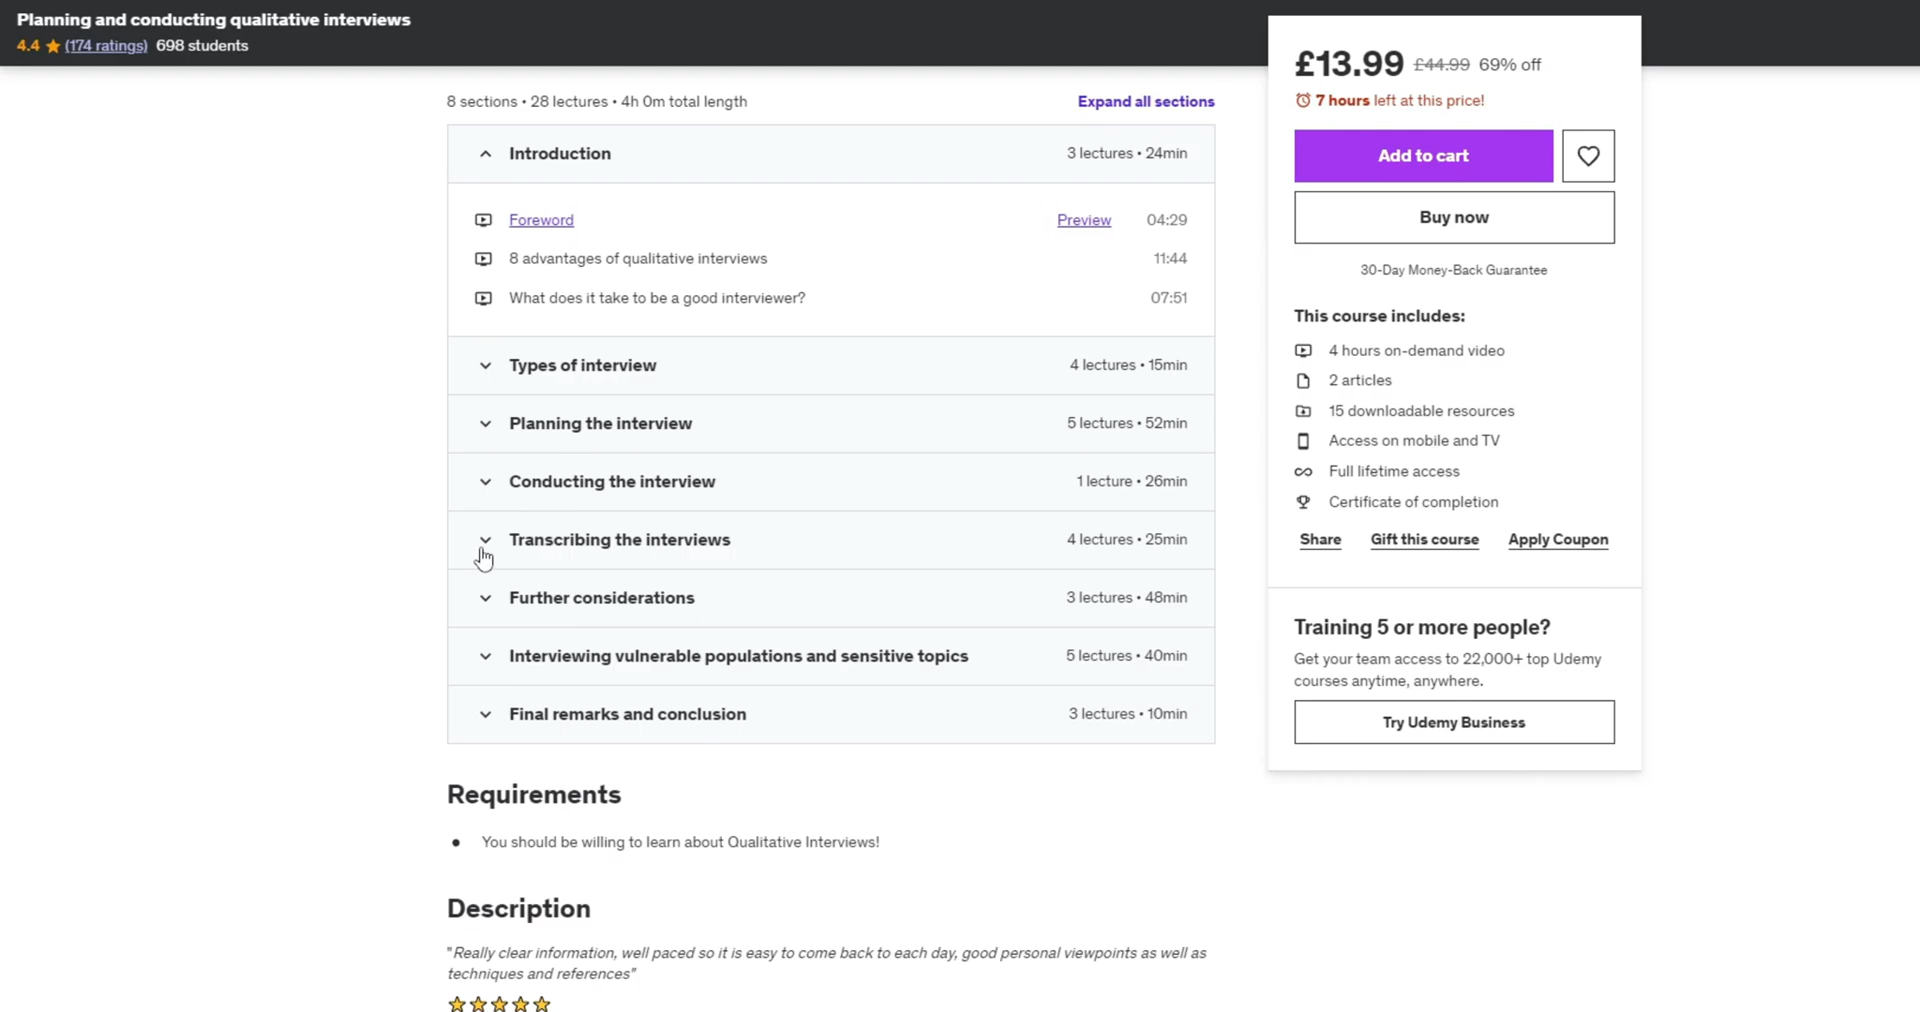 Planning and conducting qualitative interviews
4.4 (174 ratings) 698 students
8 sections • 28 lectures • 4h 0m total length
Expand all sections
Introduction
3 lectures • 24min
Foreword
Preview
04:29
8 advantages of qualitative interviews
11:44
What does it take to be a good interviewer?
07:51
Types of interview
4 lectures • 15min
Planning the interview
5 lectures • 52min
Conducting the interview
1 lecture • 26min
Transcribing the interviews
4 lectures • 25min
Further considerations
3 lectures • 48min
Interviewing vulnerable populations and sensitive topics
5 lectures • 40min
Final remarks and conclusion
3 lectures • 10min
Requirements
• You should be willing to learn about Qualitative Interviews!
Description
"Really clear information, well paced so it is easy to come back to each day, good personal viewpoints as well as
techniques and references"
£13.99 £44.99 69% off
7 hours left at this price!
Add to cart
Buy now
30-Day Money-Back Guarantee
This course includes:
4 hours on-demand video
2 articles
15 downloadable resources
Access on mobile and TV
Full lifetime access
Certificate of completion
Share
Gift this course
Apply Coupon
Training 5 or more people?
Get your team access to 22,000+ top Udemy
courses anytime, anywhere.
Try Udemy Business